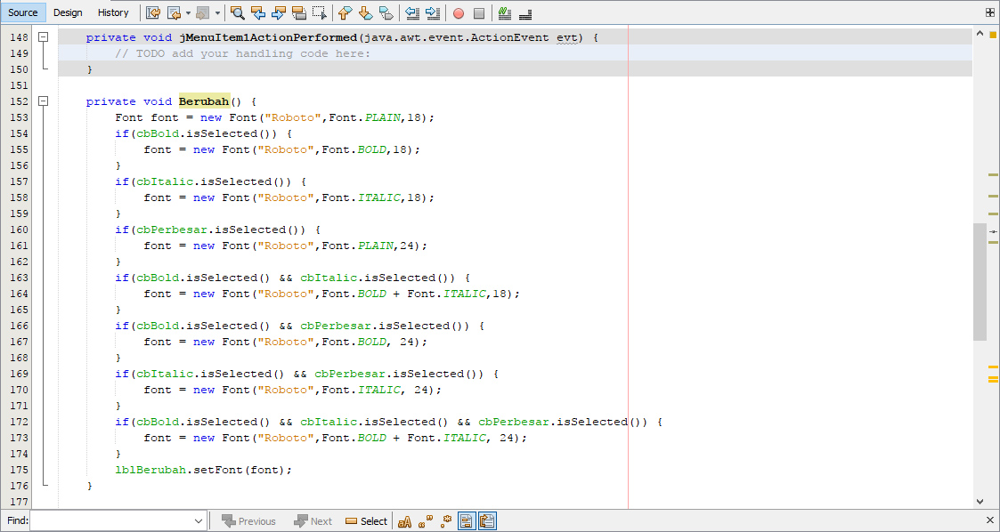 Source Design History
148 private void jMenuItem1ActionPerformed(java.awt.event.ActionEvent evt) {
149 // TODO add your handling code here:
150 }
151
152 private void Berubah() {
153 Font font = new Font("Roboto",Font.PLAIN,18);
154 if(cbBold.isSelected()) {
155 font = new Font("Roboto",Font.BOLD,18);
156 }
157 if(cbItalic.isSelected()) {
158 font = new Font("Roboto",Font.ITALIC,18);
159 }
160 if(cbPerbesar.isSelected()) {
161 font = new Font("Roboto",Font.PLAIN,24);
162 }
163 if(cbBold.isSelected() && cbItalic.isSelected()) {
164 font = new Font("Roboto",Font.BOLD + Font.ITALIC,18);
165 }
166 if(cbBold.isSelected() && cbPerbesar.isSelected()) {
167 font = new Font("Roboto",Font.BOLD, 24);
168 }
169 if(cbItalic.isSelected() && cbPerbesar.isSelected()) {
170 font = new Font("Roboto",Font.ITALIC, 24);
171 }
172 if(cbBold.isSelected() && cbItalic.isSelected() && cbPerbesar.isSelected()) {
173 font = new Font("Roboto",Font.BOLD + Font.ITALIC, 24);
174 }
175 lblBerubah.setFont(font);
176 }
177
Find: Previous Next Select aA